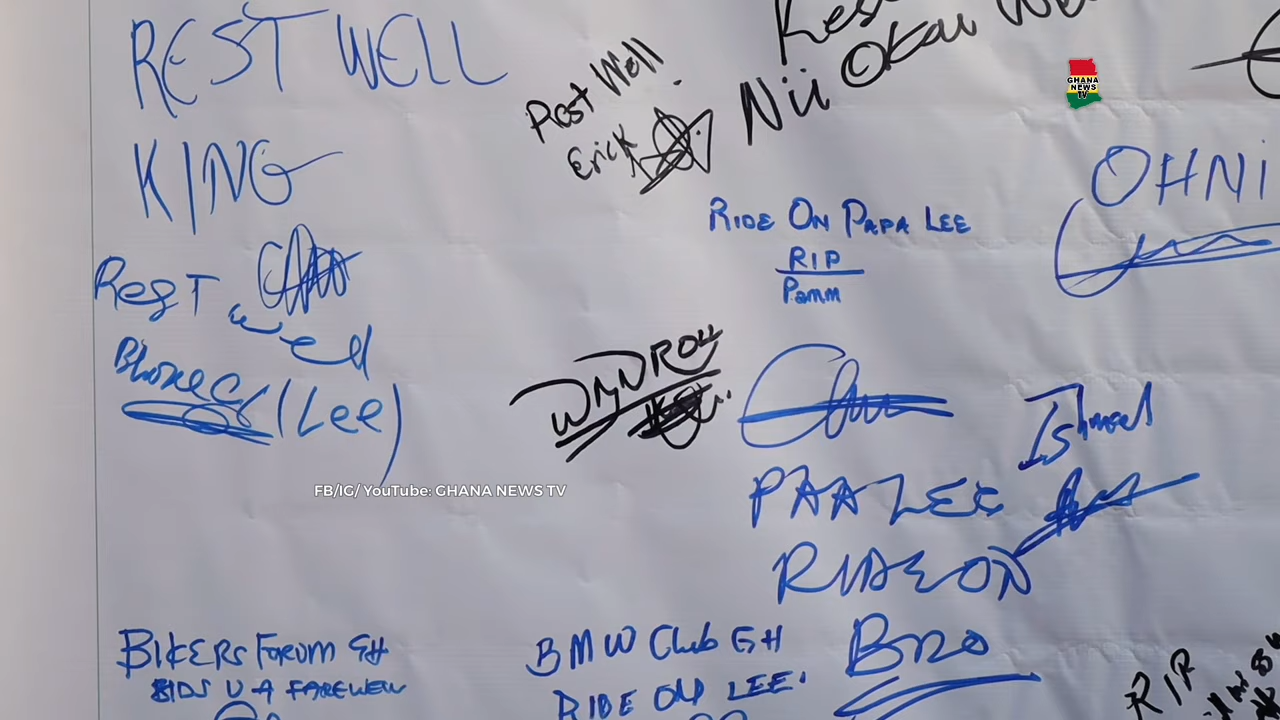 REST WELL
KING
Rest Well
Erick
Nii Okai
GHANA
NEWS
TV
OHNI
RIDE ON PAPA LEE
RIP
Pamm
Rest
well
(Lee)
Ishmael
PAA LEE
RIDE ON
Bro
FB/IG/ YouTube: GHANA NEWS TV
BIKERS FORUM GH
BIDS U A FAREWELL
BMW Club GH
RIDE ON LEE.
RIP